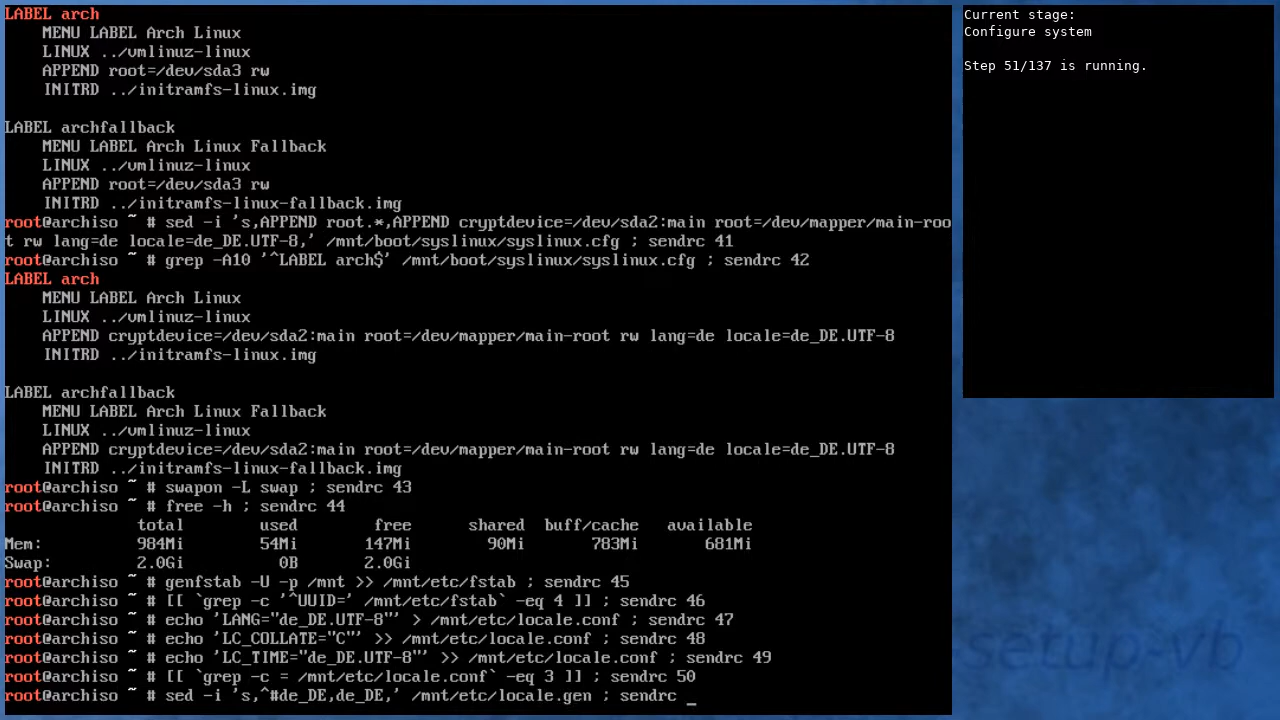 LABEL arch
    MENU LABEL Arch Linux
    LINUX ../vmlinuz-linux
    APPEND root=/dev/sda3 rw
    INITRD ../initramfs-linux.img

LABEL archfallback
    MENU LABEL Arch Linux Fallback
    LINUX ../vmlinuz-linux
    APPEND root=/dev/sda3 rw
    INITRD ../initramfs-linux-fallback.img
root@archiso ~ # sed -i 's,APPEND root.*,APPEND cryptdevice=/dev/sda2:main root=/dev/mapper/main-roo
t rw lang=de locale=de_DE.UTF-8,' /mnt/boot/syslinux/syslinux.cfg ; sendrc 41
root@archiso ~ # grep -A10 '^LABEL arch$' /mnt/boot/syslinux/syslinux.cfg ; sendrc 42
LABEL arch
    MENU LABEL Arch Linux
    LINUX ../vmlinuz-linux
    APPEND cryptdevice=/dev/sda2:main root=/dev/mapper/main-root rw lang=de locale=de_DE.UTF-8
    INITRD ../initramfs-linux.img

LABEL archfallback
    MENU LABEL Arch Linux Fallback
    LINUX ../vmlinuz-linux
    APPEND cryptdevice=/dev/sda2:main root=/dev/mapper/main-root rw lang=de locale=de_DE.UTF-8
    INITRD ../initramfs-linux-fallback.img
root@archiso ~ # swapon -L swap ; sendrc 43
root@archiso ~ # free -h ; sendrc 44
              total        used        free      shared  buff/cache   available
Mem:          984Mi        54Mi       147Mi        90Mi       783Mi       681Mi
Swap:         2.0Gi          0B       2.0Gi
root@archiso ~ # genfstab -U -p /mnt >> /mnt/etc/fstab ; sendrc 45
root@archiso ~ # [[ `grep -c '^UUID=' /mnt/etc/fstab` -eq 4 ]] ; sendrc 46
root@archiso ~ # echo 'LANG="de_DE.UTF-8"' > /mnt/etc/locale.conf ; sendrc 47
root@archiso ~ # echo 'LC_COLLATE="C"' >> /mnt/etc/locale.conf ; sendrc 48
root@archiso ~ # echo 'LC_TIME="de_DE.UTF-8"' >> /mnt/etc/locale.conf ; sendrc 49
root@archiso ~ # [[ `grep -c = /mnt/etc/locale.conf` -eq 3 ]] ; sendrc 50
root@archiso ~ # sed -i 's,^#de_DE,de_DE,' /mnt/etc/locale.gen ; sendrc _
Current stage:
Configure system

Step 51/137 is running.
setup-vb